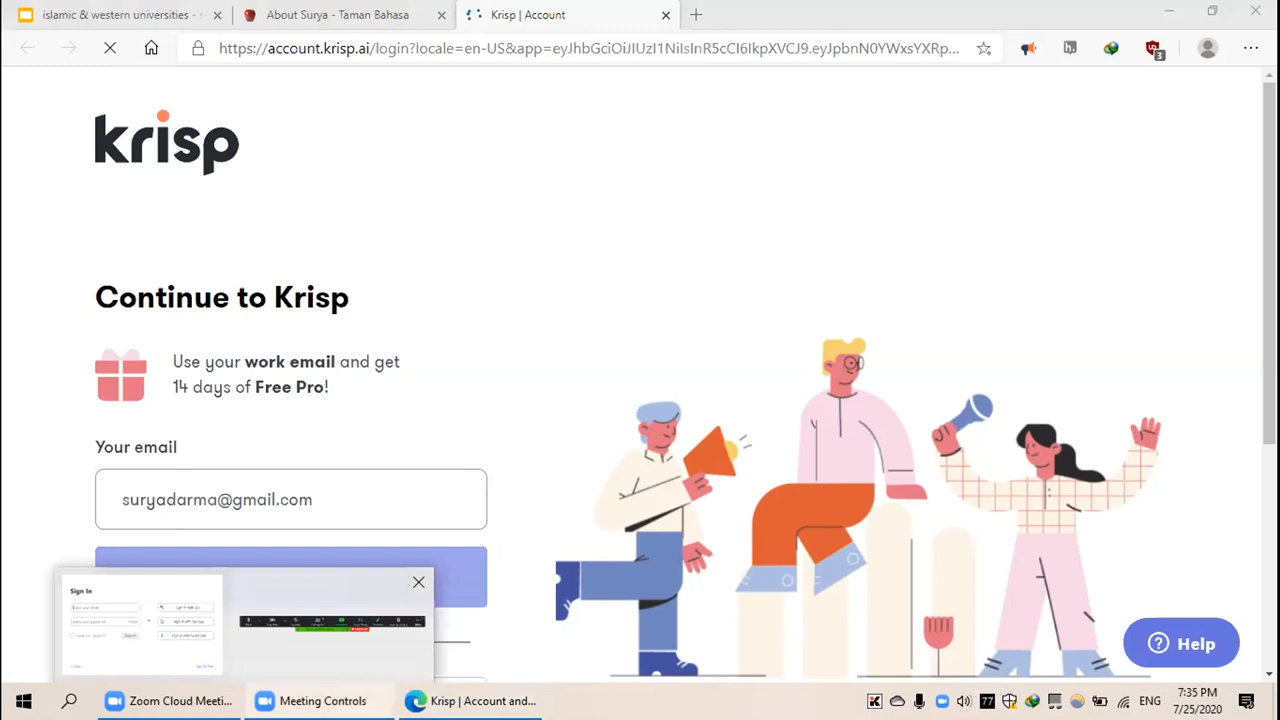 islamic & western universities - s
About Surya - Taman Bahasa
Krisp | Account
https://account.krisp.ai/login?locale=en-US&app=eyJhbGciOiJIUzI1NiIsInR5cCI6IkpXVCJ9.eyJpbnN0YWxsYXRp...
3
krisp
Continue to Krisp
Use your work email and get
14 days of Free Pro!
Your email
suryadarma@gmail.com
Sign In
Help
Zoom Cloud Meeti...
Meeting Controls
Krisp | Account and...
77
ENG
7:35 PM
7/25/2020